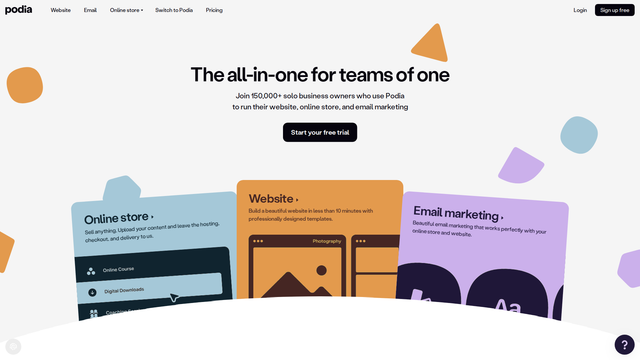 podia
Website
Email
Online store
Switch to Podia
Pricing
Login
Sign up free
The all-in-one for teams of one
Join 150,000+ solo business owners who use Podia
to run their website, online store, and email marketing
Start your free trial
Online store
Sell anything. Upload your content and leave the hosting,
checkout, and delivery to us.
Online Course
Digital Downloads
Website
Build a beautiful website in less than 10 minutes with
professionally designed templates.
Photography
Email marketing
Beautiful email marketing that works perfectly with your
online store and website.
Aa
?